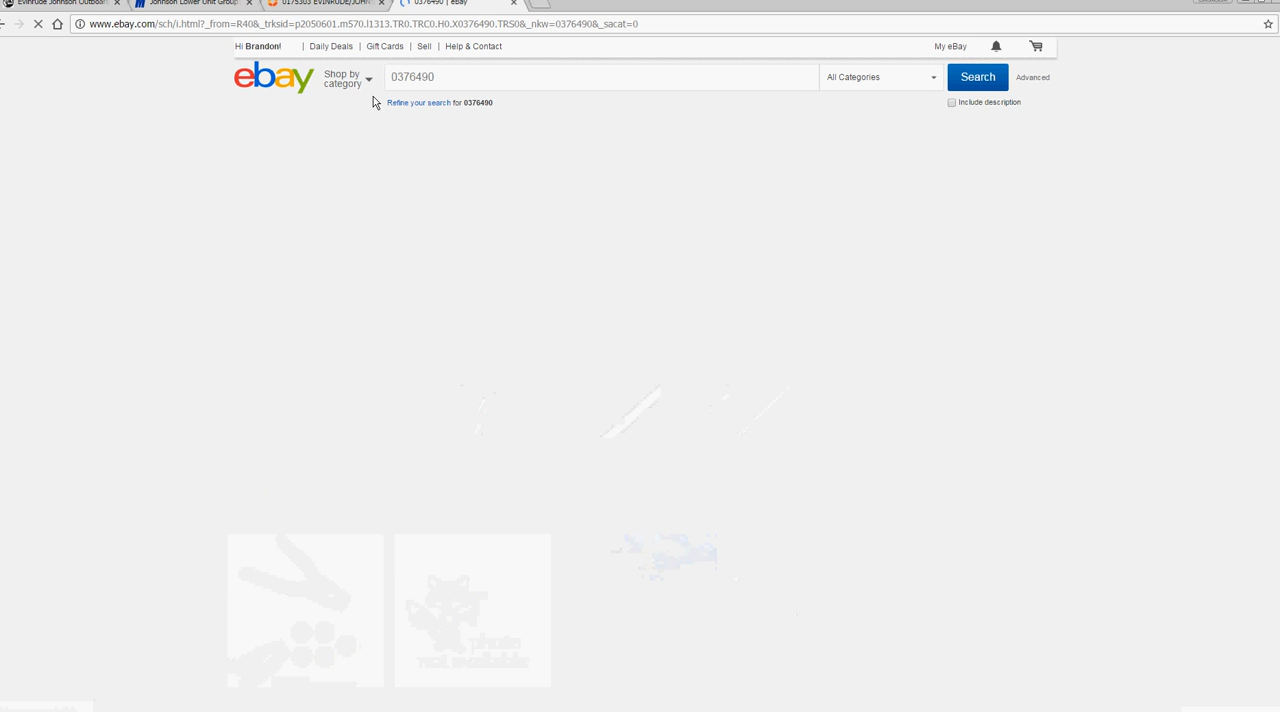 Evinrude Johnson Outboard
Johnson Lower Unit Group
0175303 EVINRUDE/JOHN
0376490 | eBay
www.ebay.com/sch/i.html?_from=R40&_trksid=p2050601.m570.l1313.TR0.TRC0.H0.X0376490.TRS0&_nkw=0376490&_sacat=0
Hi Brandon! | Daily Deals | Gift Cards | Sell | Help & Contact
My eBay
ebay
Shop by
category
0376490
All Categories
Search
Advanced
Refine your search for 0376490
Include description
photo